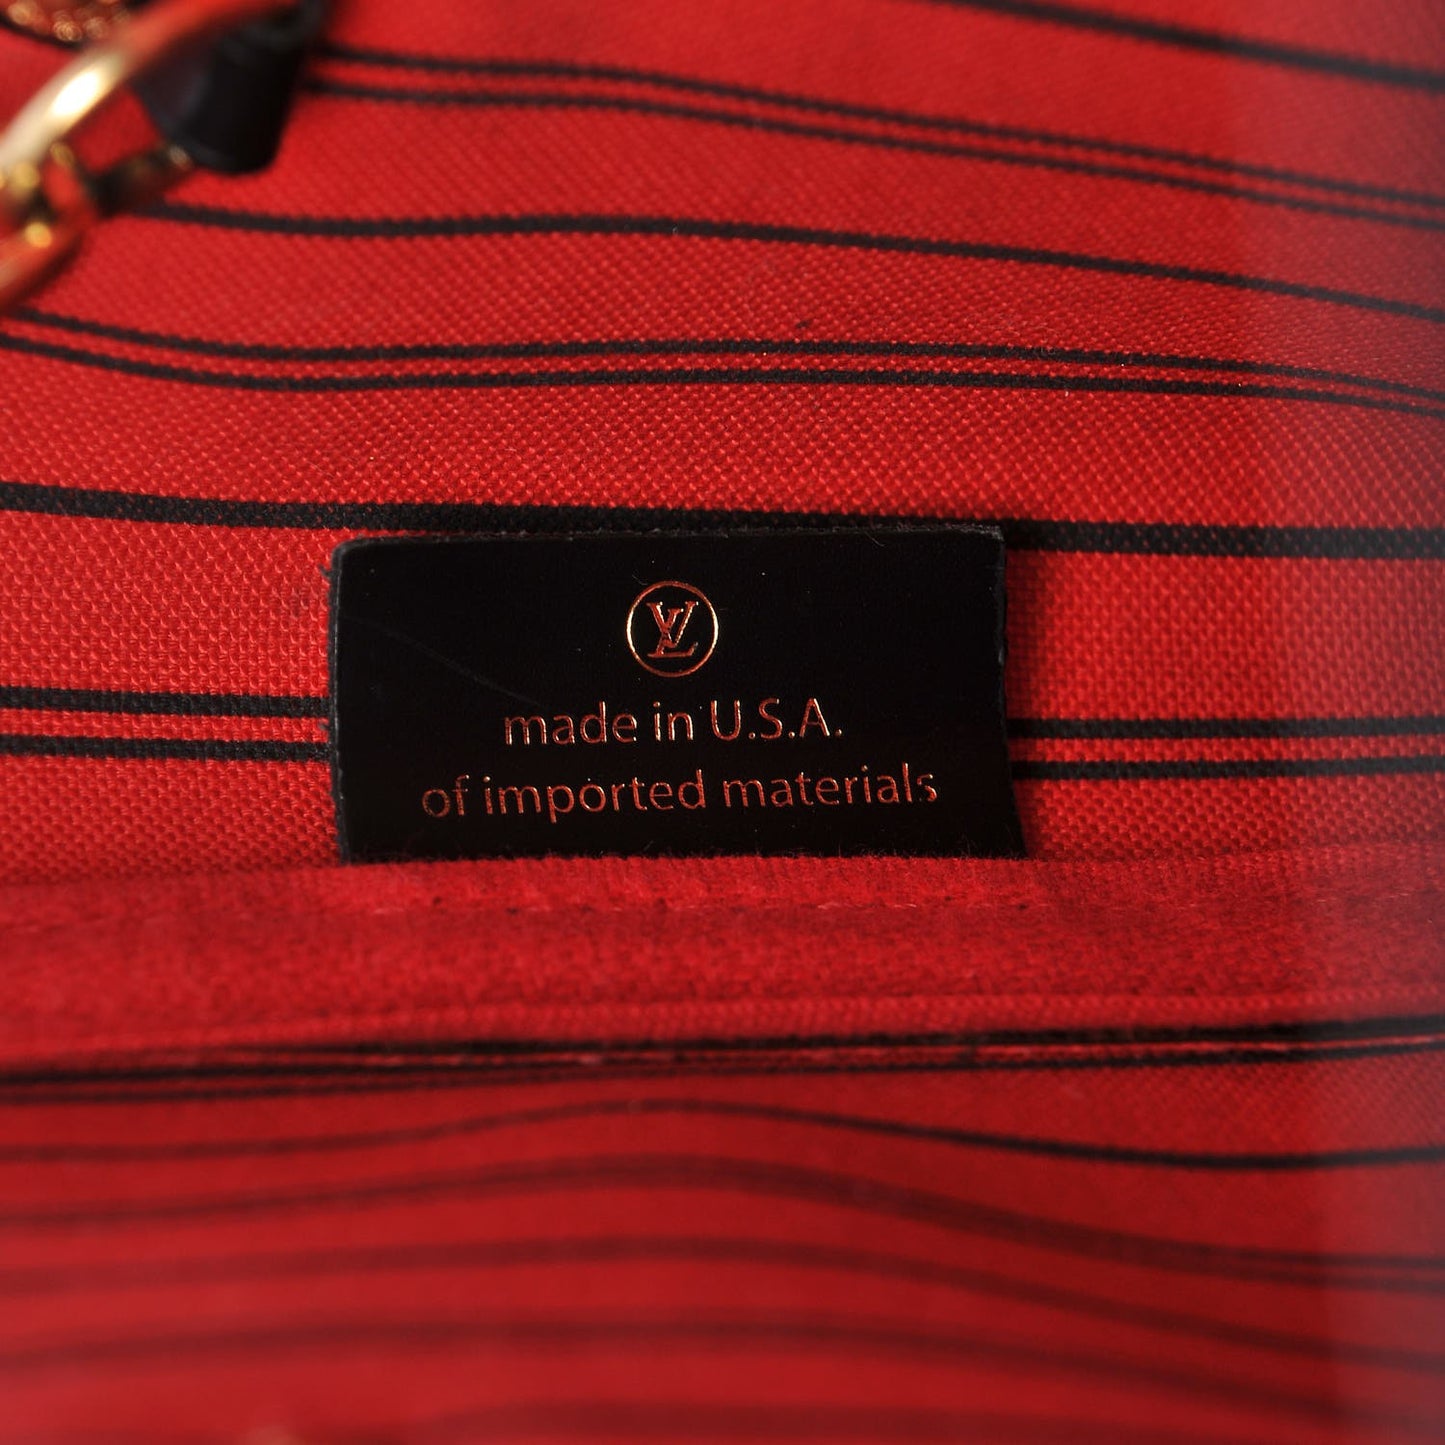 LV
made in U.S.A.
of imported materials